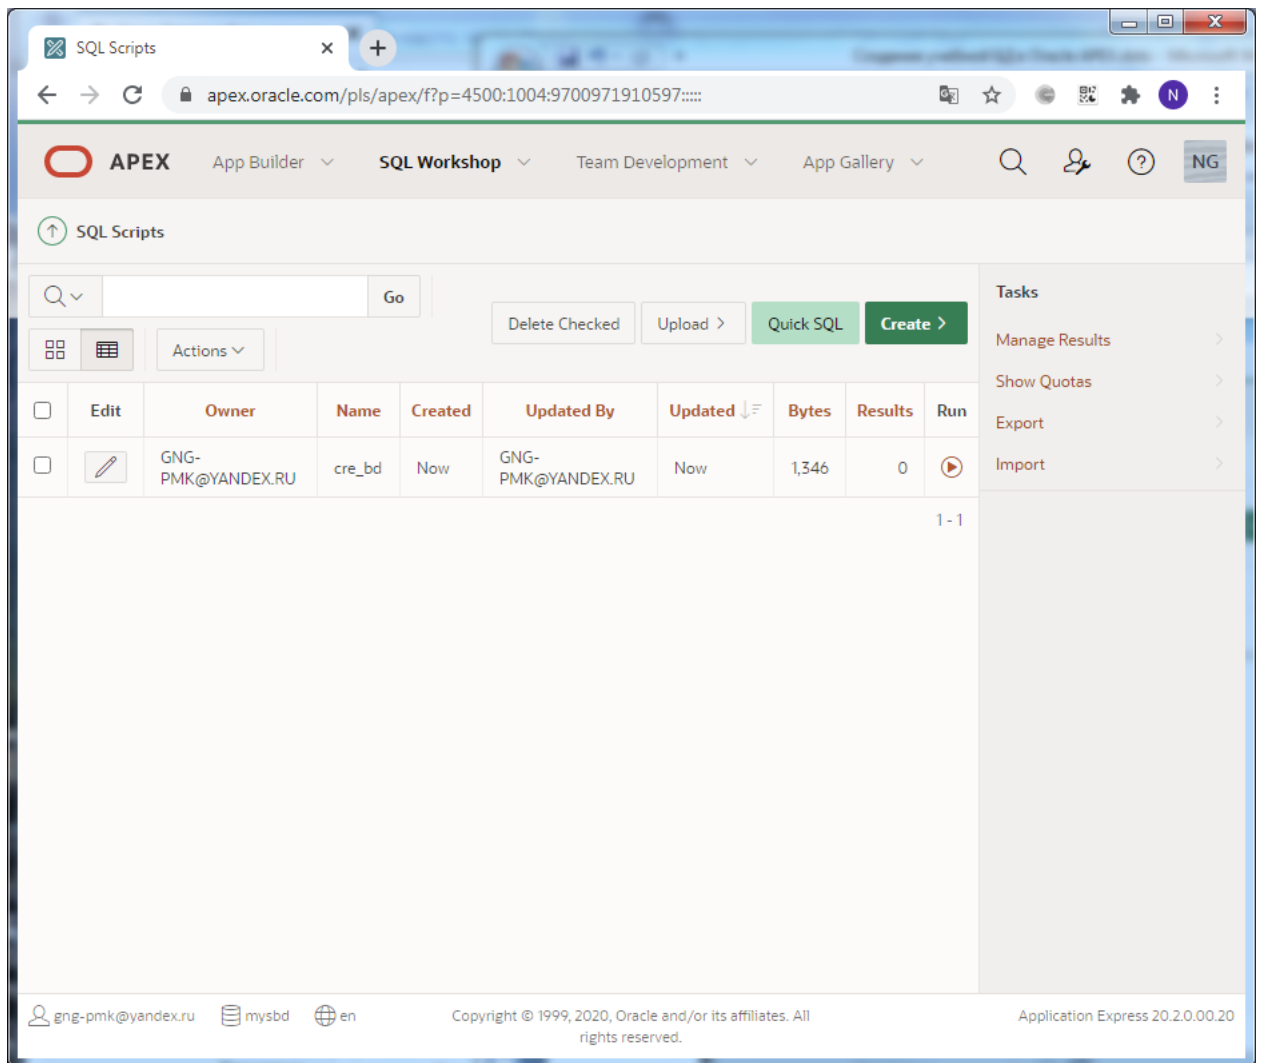 SQL Scripts
apex.oracle.com/pls/apex/f?p=4500:1004:9700971910597:::::
N
APEX
App Builder
SQL Workshop
Team Development
App Gallery
NG
SQL Scripts
Go
Delete Checked
Upload >
Quick SQL
Create >
Actions
Edit
Owner
Name
Created
Updated By
Updated
Bytes
Results
Run
GNG-
PMK@YANDEX.RU
cre_bd
Now
GNG-
PMK@YANDEX.RU
Now
1,346
0
1 - 1
Tasks
Manage Results
Show Quotas
Export
Import
gng-pmk@yandex.ru
mysbd
en
Copyright © 1999, 2020, Oracle and/or its affiliates. All
rights reserved.
Application Express 20.2.0.00.20